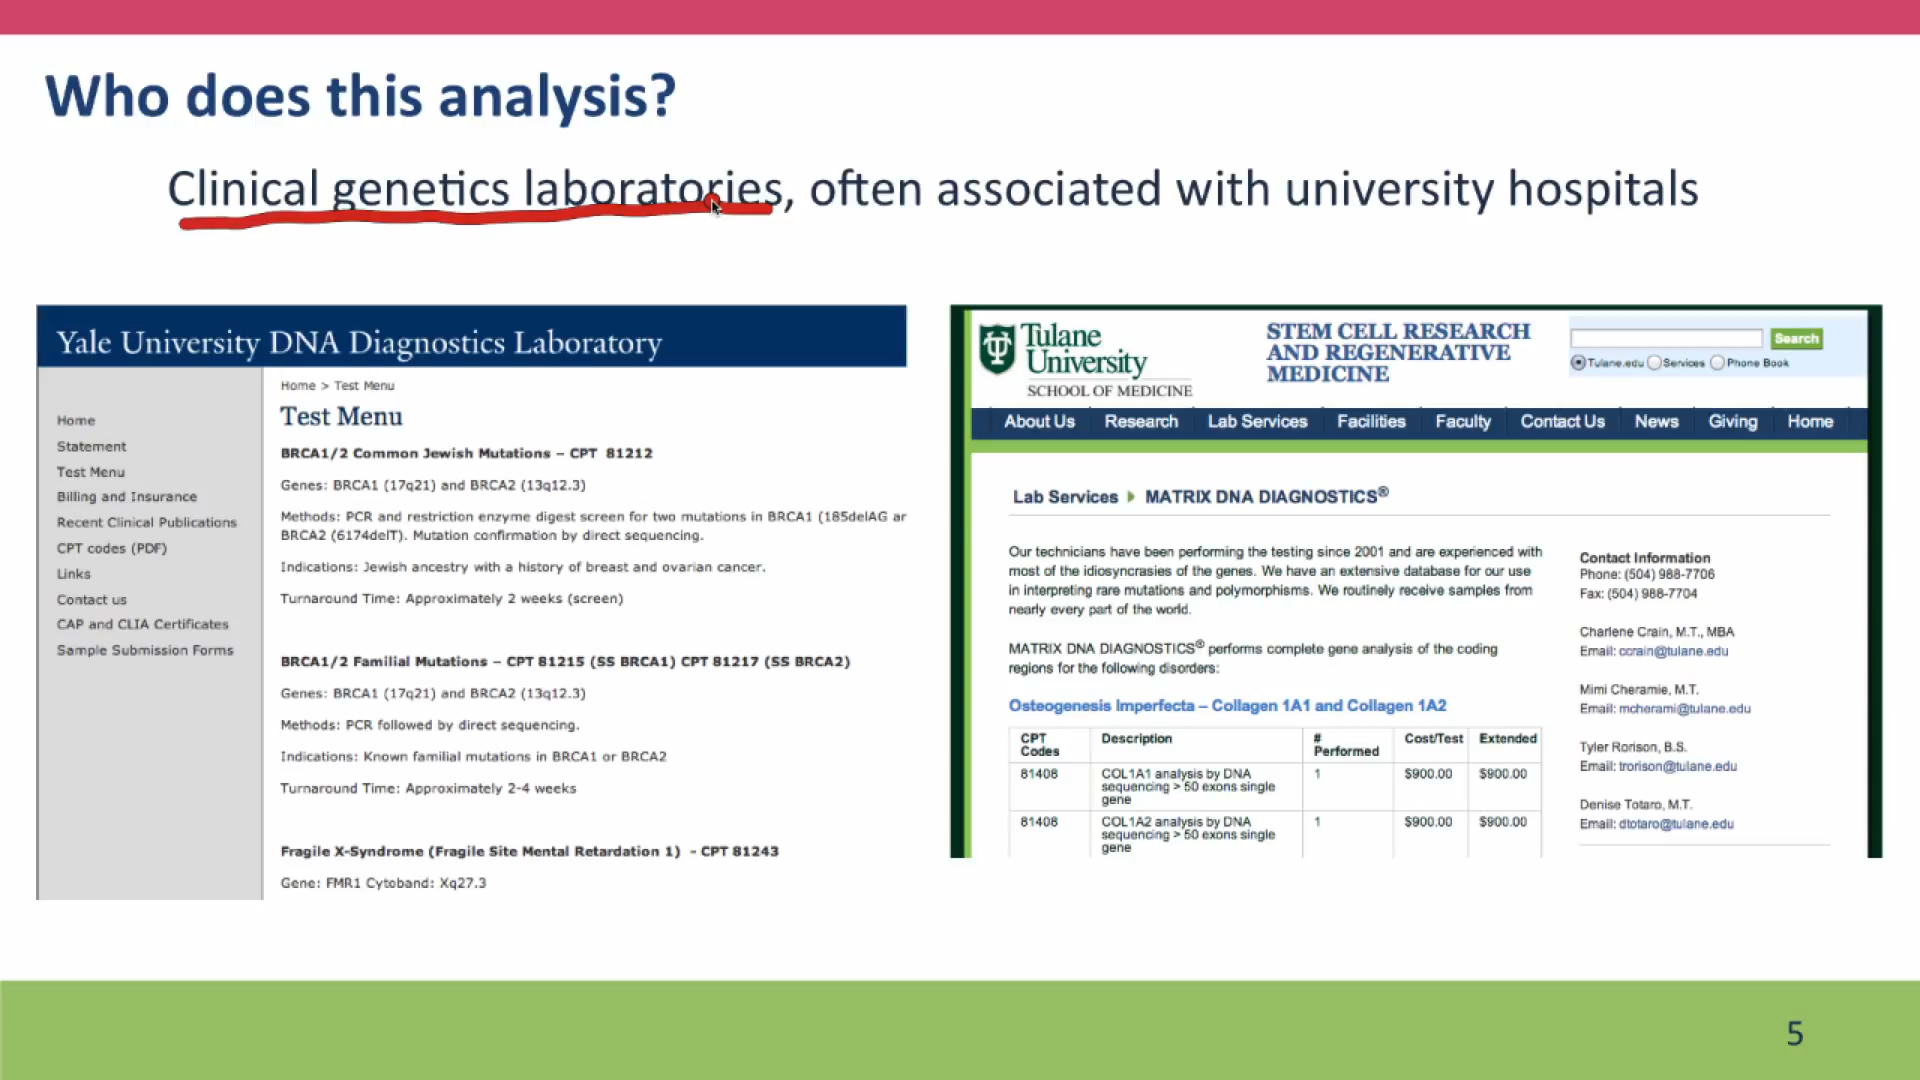 Who does this analysis?
Clinical genetics laboratories, often associated with university hospitals
Yale University DNA Diagnostics Laboratory
Home
Statement
Test Menu
Billing and Insurance
Recent Clinical Publications
CPT codes (PDF)
Links
Contact us
CAP and CLIA Certificates
Sample Submission Forms
Home > Test Menu
Test Menu
BRCA1/2 Common Jewish Mutations – CPT 81212
Genes: BRCA1 (17q21) and BRCA2 (13q12.3)
Methods: PCR and restriction enzyme digest screen for two mutations in BRCA1 (185delAG ar
BRCA2 (6174delT). Mutation confirmation by direct sequencing.
Indications: Jewish ancestry with a history of breast and ovarian cancer.
Turnaround Time: Approximately 2 weeks (screen)
BRCA1/2 Familial Mutations – CPT 81215 (SS BRCA1) CPT 81217 (SS BRCA2)
Genes: BRCA1 (17q21) and BRCA2 (13q12.3)
Methods: PCR followed by direct sequencing.
Indications: Known familial mutations in BRCA1 or BRCA2
Turnaround Time: Approximately 2-4 weeks
Fragile X-Syndrome (Fragile Site Mental Retardation 1) - CPT 81243
Gene: FMR1 Cytoband: Xq27.3
Tulane
University
SCHOOL OF MEDICINE
STEM CELL RESEARCH
AND REGENERATIVE
MEDICINE
Search
Tulane.edu Services Phone Book
About Us Research Lab Services Facilities Faculty Contact Us News Giving Home
Lab Services MATRIX DNA DIAGNOSTICS®
Our technicians have been performing the testing since 2001 and are experienced with
most of the idiosyncrasies of the genes. We have an extensive database for our use
in interpreting rare mutations and polymorphisms. We routinely receive samples from
nearly every part of the world.
MATRIX DNA DIAGNOSTICS® performs complete gene analysis of the coding
regions for the following disorders:
Osteogenesis Imperfecta – Collagen 1A1 and Collagen 1A2
CPT Codes Description # Performed Cost/Test Extended
81408 COL1A1 analysis by DNA 1 $900.00 $900.00
sequencing > 50 exons single
gene
81408 COL1A2 analysis by DNA 1 $900.00 $900.00
sequencing > 50 exons single
gene
Contact Information
Phone: (504) 988-7706
Fax: (504) 988-7704
Charlene Crain, M.T., MBA
Email: ccrain@tulane.edu
Mimi Cheramie, M.T.
Email: mcherami@tulane.edu
Tyler Rorison, B.S.
Email: trorison@tulane.edu
Denise Totaro, M.T.
Email: dtotaro@tulane.edu
5